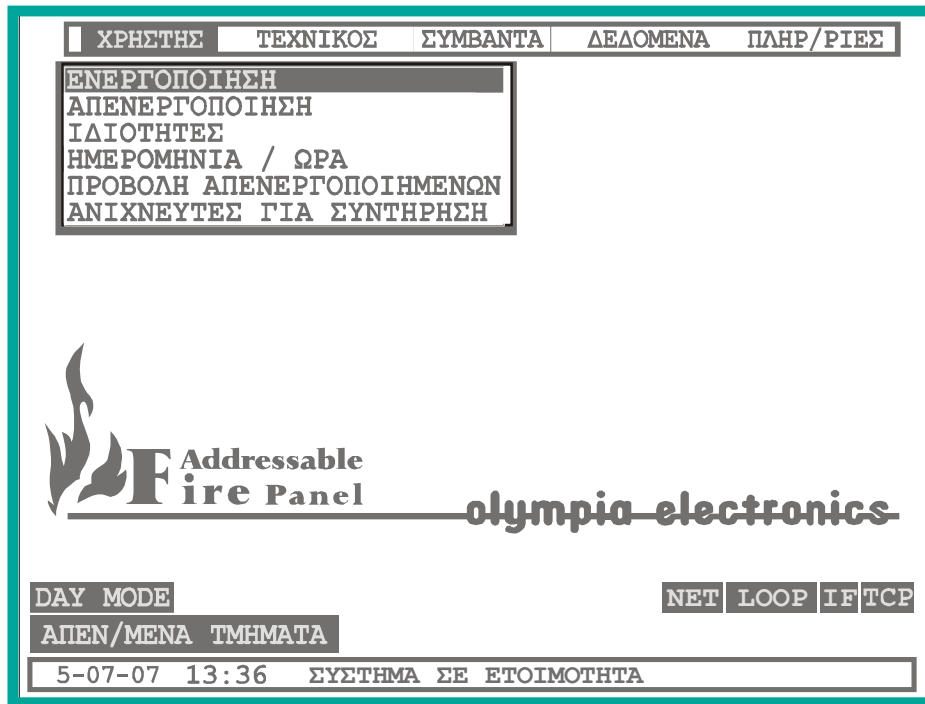 ΧΡΗΣΤΗΣ ΤΕΧΝΙΚΟΣ ΣΥΜΒΑΝΤΑ ΔΕΔΟΜΕΝΑ ΠΛΗΡ/ΡΙΕΣ
ΕΝΕΡΓΟΠΟΙΗΣΗ
ΑΠΕΝΕΡΓΟΠΟΙΗΣΗ
ΙΔΙΟΤΗΤΕΣ
ΗΜΕΡΟΜΗΝΙΑ / ΩΡΑ
ΠΡΟΒΟΛΗ ΑΠΕΝΕΡΓΟΠΟΙΗΜΕΝΩΝ
ΑΝΙΧΝΕΥΤΕΣ ΓΙΑ ΣΥΝΤΗΡΗΣΗ
Addressable
Fire Panel
olympia electronics
DAY MODE NET LOOP IF TCP
ΑΠΕΝ/ΜΕΝΑ ΤΜΗΜΑΤΑ
5-07-07 13:36 ΣΥΣΤΗΜΑ ΣΕ ΕΤΟΙΜΟΤΗΤΑ